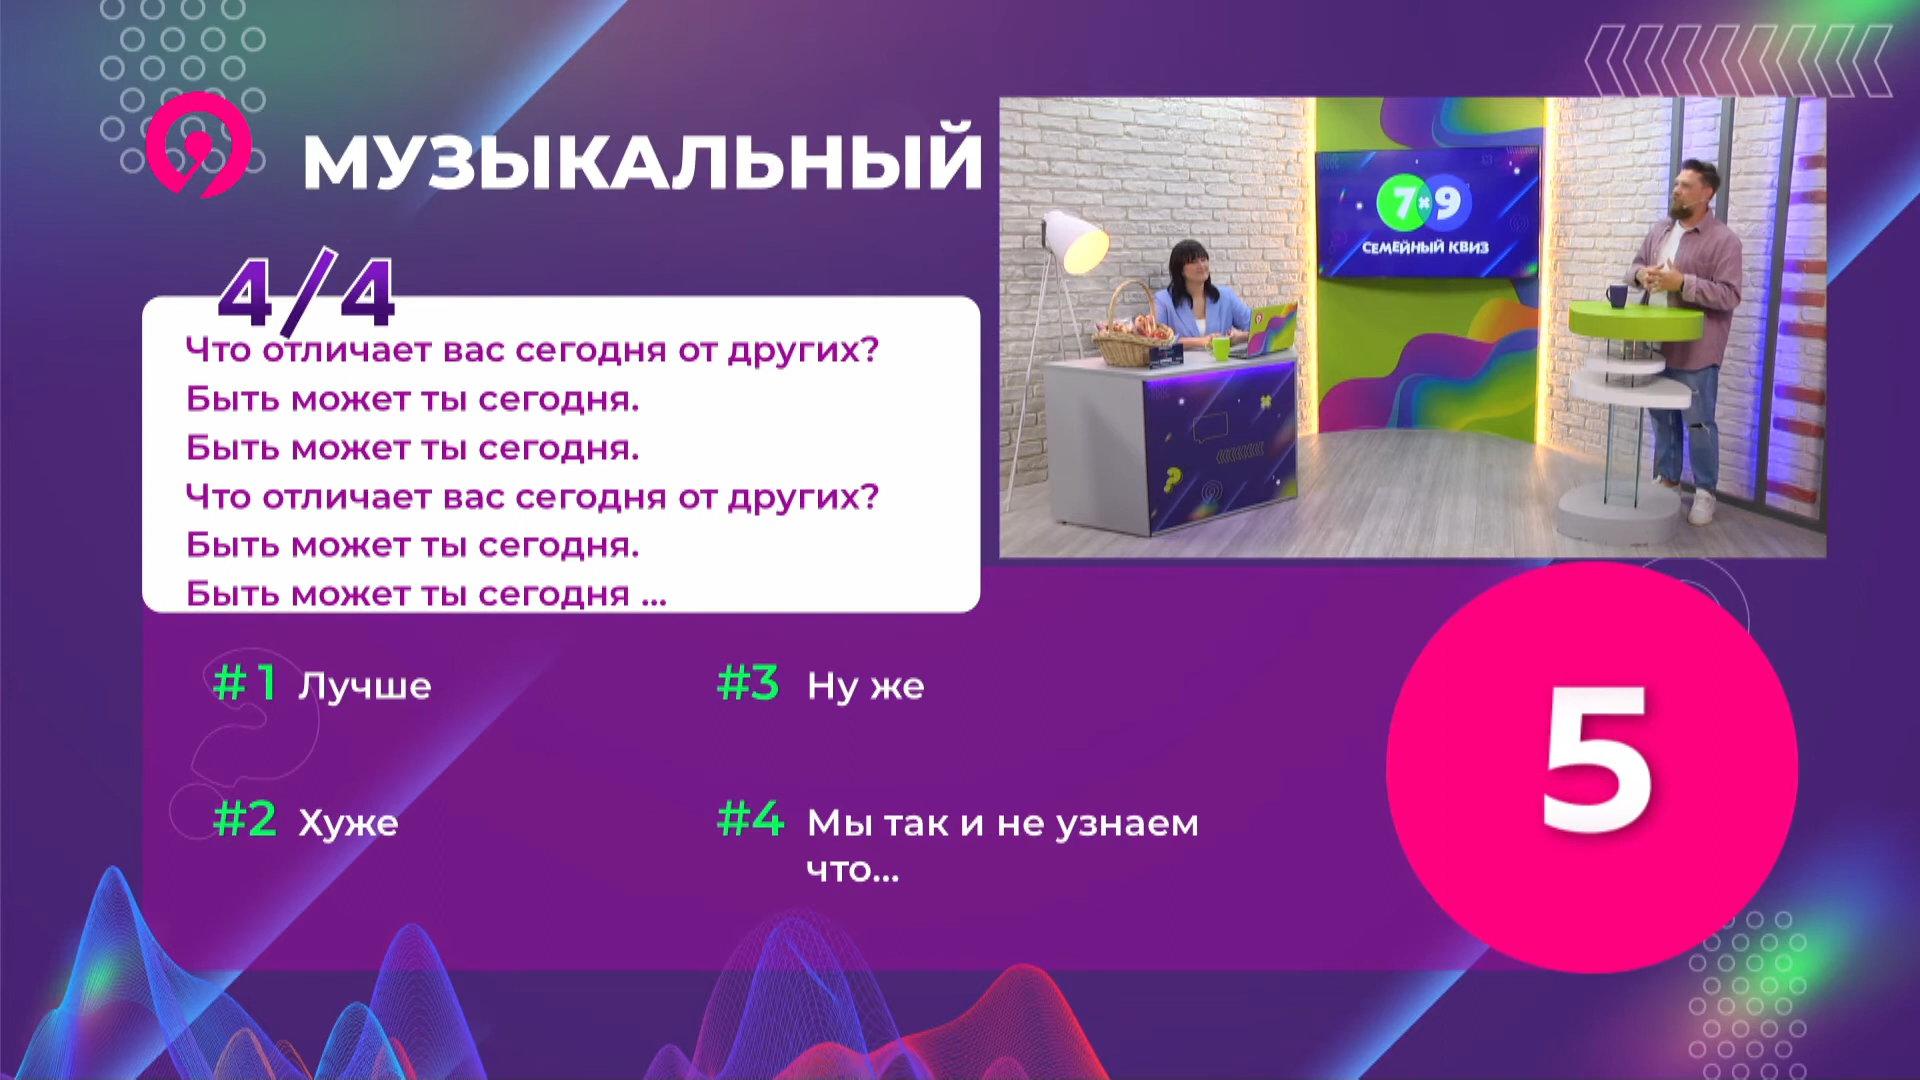 МУЗЫКАЛЬНЫЙ
4/4
Что отличает вас сегодня от других?
Быть может ты сегодня.
Быть может ты сегодня.
Что отличает вас сегодня от других?
Быть может ты сегодня.
Быть может ты сегодня ...
7×9
СЕМЕЙНЫЙ КВИЗ
#1 Лучше
#2 Хуже
#3 Ну же
#4 Мы так и не узнаем
что...
5